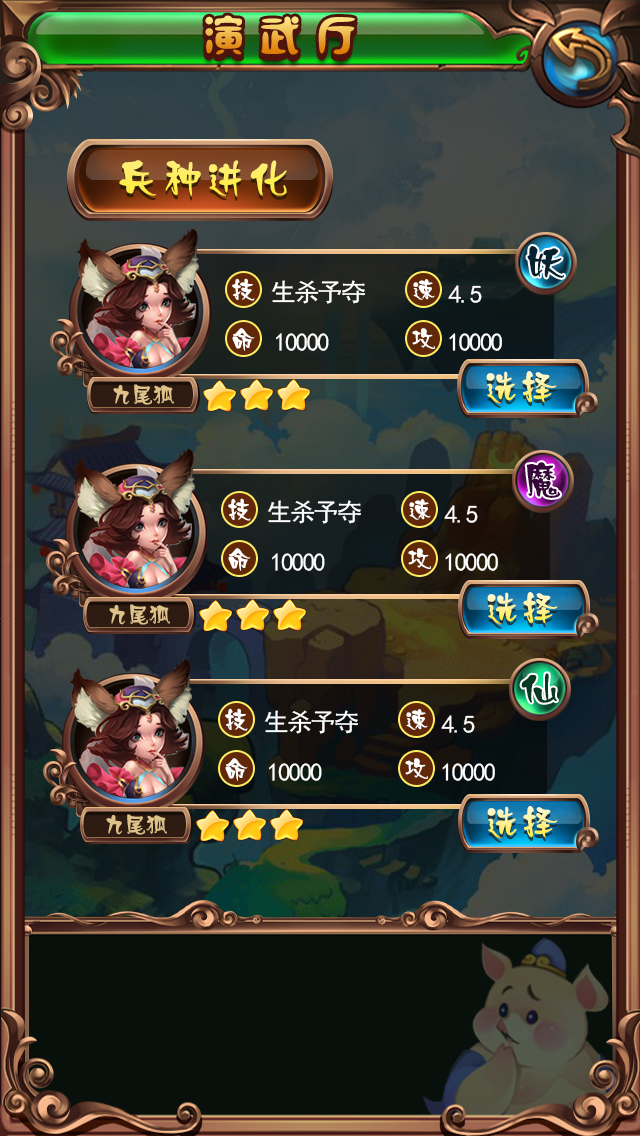 演武厅
兵种进化
妖
技 生杀予夺 速 4.5
命 10000 攻 10000
九尾狐 选择
魔
技 生杀予夺 速 4.5
命 10000 攻 10000
九尾狐 选择
仙
技 生杀予夺 速 4.5
命 10000 攻 10000
九尾狐 选择